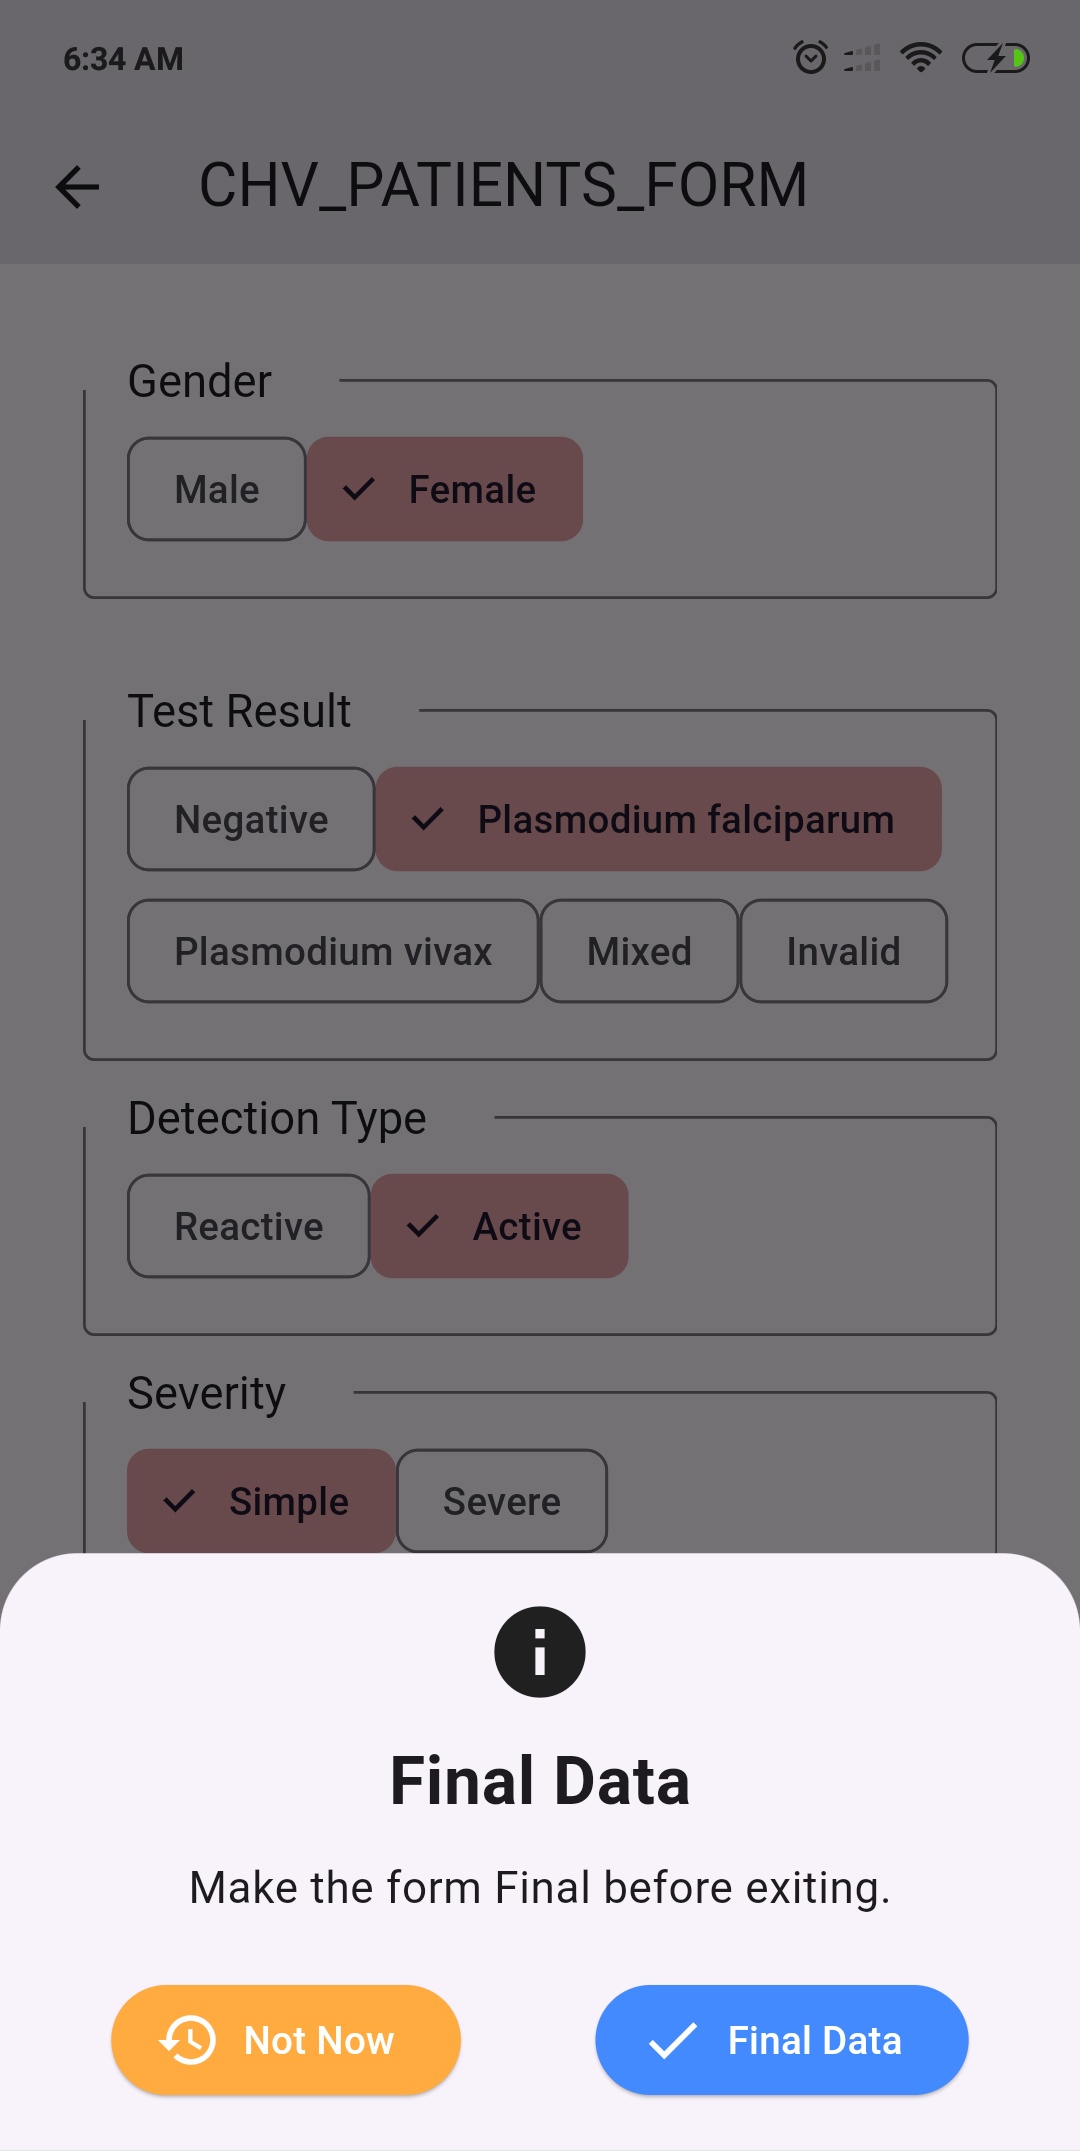 6:34 AM
CHV_PATIENTS_FORM
Gender
Male Female
Test Result
Negative Plasmodium falciparum
Plasmodium vivax Mixed Invalid
Detection Type
Reactive Active
Severity
Simple Severe
Final Data
Make the form Final before exiting.
Not Now Final Data